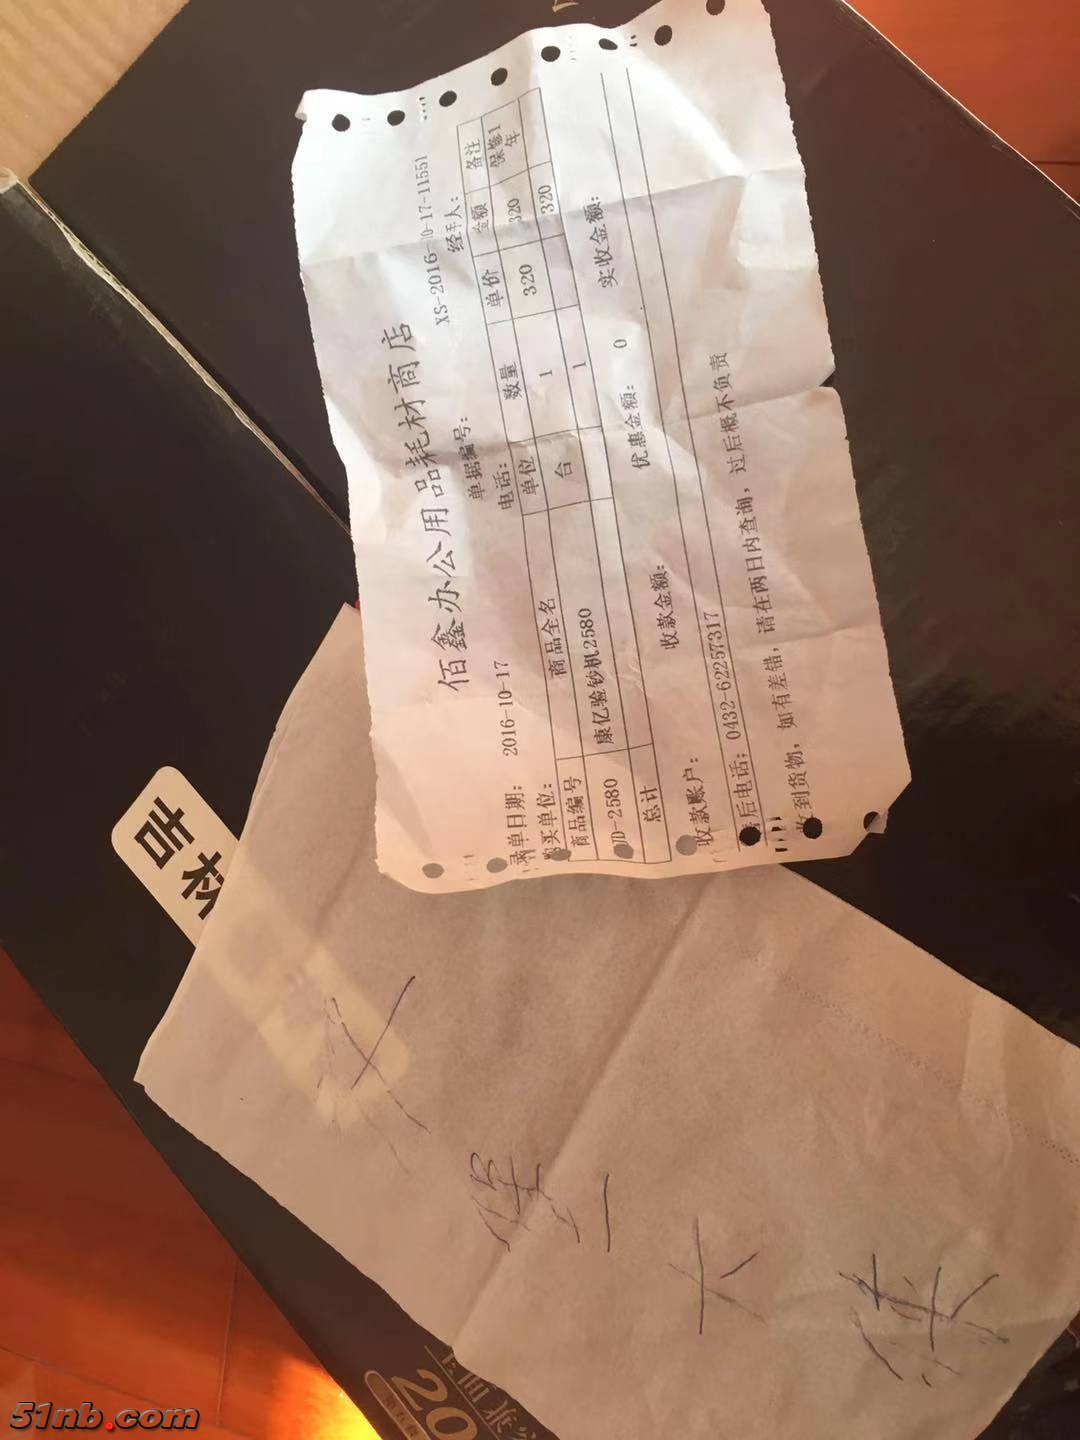 佰鑫办公用品耗材商店
单据编号： XS-2016-10-17-11551
录单日期： 2016-10-17 电话： 经手人：
购买单位：
商品编号 商品全名 单位 数量 单价 金额 备注
JD-2580 康亿验钞机2580 台 1 320 320 保修1年
总计 1 320
收款账户： 收款金额： 优惠金额： 0 实收金额：
售后电话：0432-62257317
收到货物，如有差错，请在两日内查询，过后概不负责
吉林
20
51nb.com